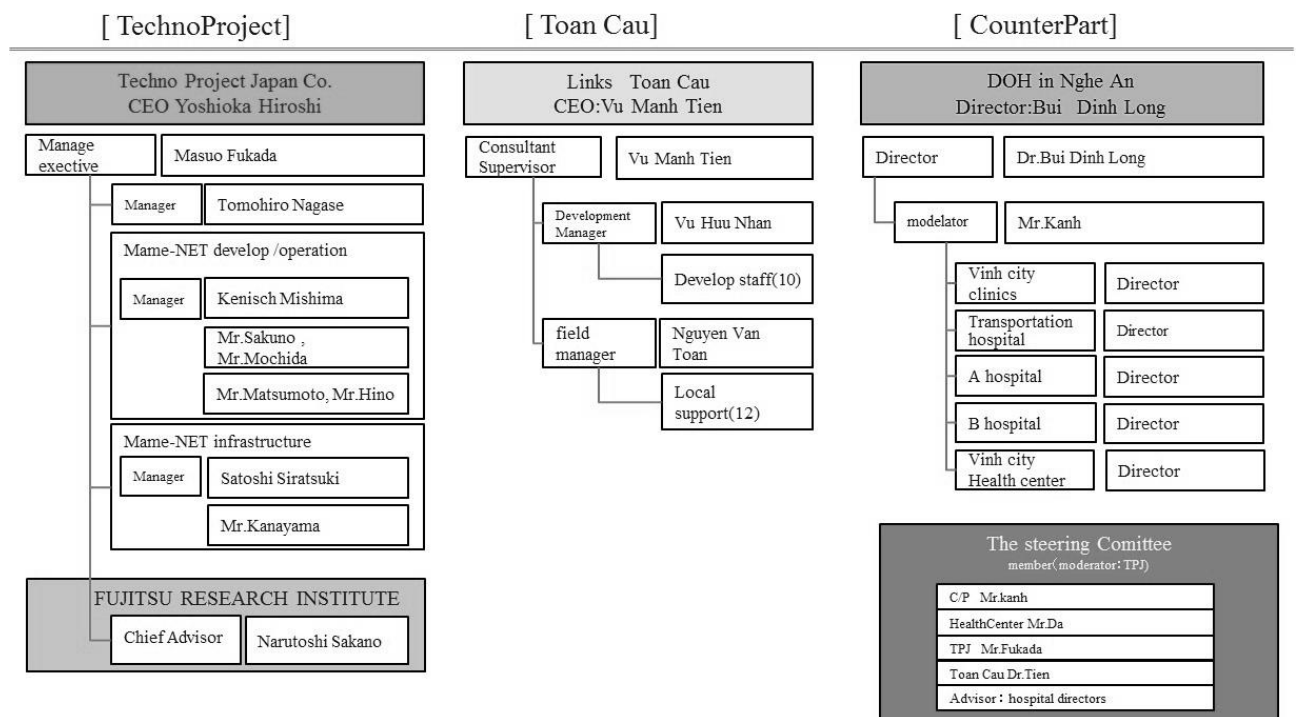 [ TechnoProject]
[ Toan Cau]
[ CounterPart]
Techno Project Japan Co.
CEO Yoshioka Hiroshi
Manage
exective
Masuo Fukada
Manager
Tomohiro Nagase
Mame-NET develop /operation
Manager
Kenisch Mishima
Mr.Sakuno ,
Mr.Mochida
Mr.Matsumoto, Mr.Hino
Mame-NET infrastructure
Manager
Satoshi Siratsuki
Mr.Kanayama
FUJITSU RESEARCH INSTITUTE
Chief Advisor
Narutoshi Sakano
Links Toan Cau
CEO:Vu Manh Tien
Consultant
Supervisor
Vu Manh Tien
Development
Manager
Vu Huu Nhan
Develop staff(10)
field
manager
Nguyen Van
Toan
Local
support(12)
DOH in Nghe An
Director:Bui Dinh Long
Director
Dr.Bui Dinh Long
modelator
Mr.Kanh
Vinh city
clinics
Director
Transportation
hospital
Director
A hospital
Director
B hospital
Director
Vinh city
Health center
Director
The steering Comittee
member(moderator:TPJ)
C/P Mr.kanh
HealthCenter Mr.Da
TPJ Mr.Fukada
Toan Cau Dr.Tien
Advisor: hospital directors